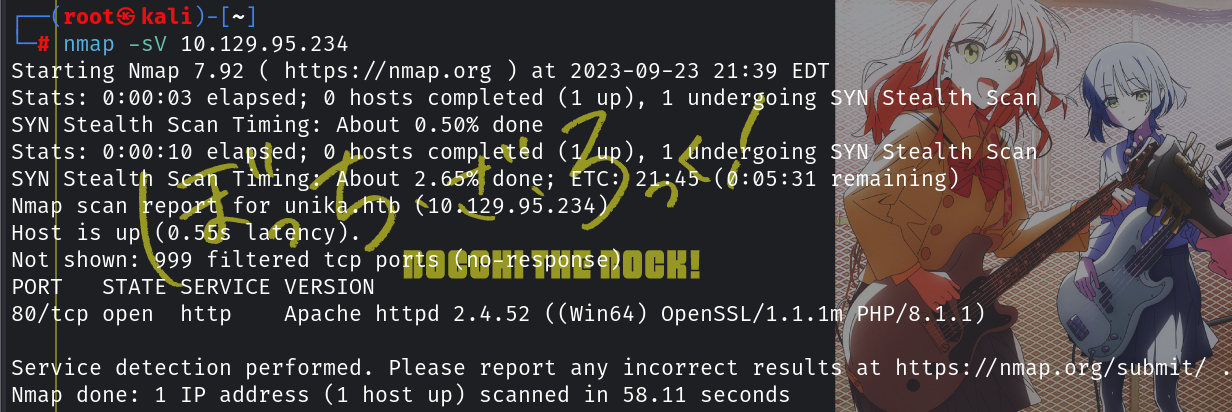 ┌──(root㉿kali)-[~]
└─# nmap -sV 10.129.95.234
Starting Nmap 7.92 ( https://nmap.org ) at 2023-09-23 21:39 EDT
Stats: 0:00:03 elapsed; 0 hosts completed (1 up), 1 undergoing SYN Stealth Scan
SYN Stealth Scan Timing: About 0.50% done
Stats: 0:00:10 elapsed; 0 hosts completed (1 up), 1 undergoing SYN Stealth Scan
SYN Stealth Scan Timing: About 2.65% done; ETC: 21:45 (0:05:31 remaining)
Nmap scan report for unika.htb (10.129.95.234)
Host is up (0.55s latency).
Not shown: 999 filtered tcp ports (no-response)
PORT   STATE SERVICE VERSION
80/tcp open  http    Apache httpd 2.4.52 ((Win64) OpenSSL/1.1.1m PHP/8.1.1)
Service detection performed. Please report any incorrect results at https://nmap.org/submit/ .
Nmap done: 1 IP address (1 host up) scanned in 58.11 seconds
ぼっち・ざ・ろっく!
BOCCHI THE ROCK!